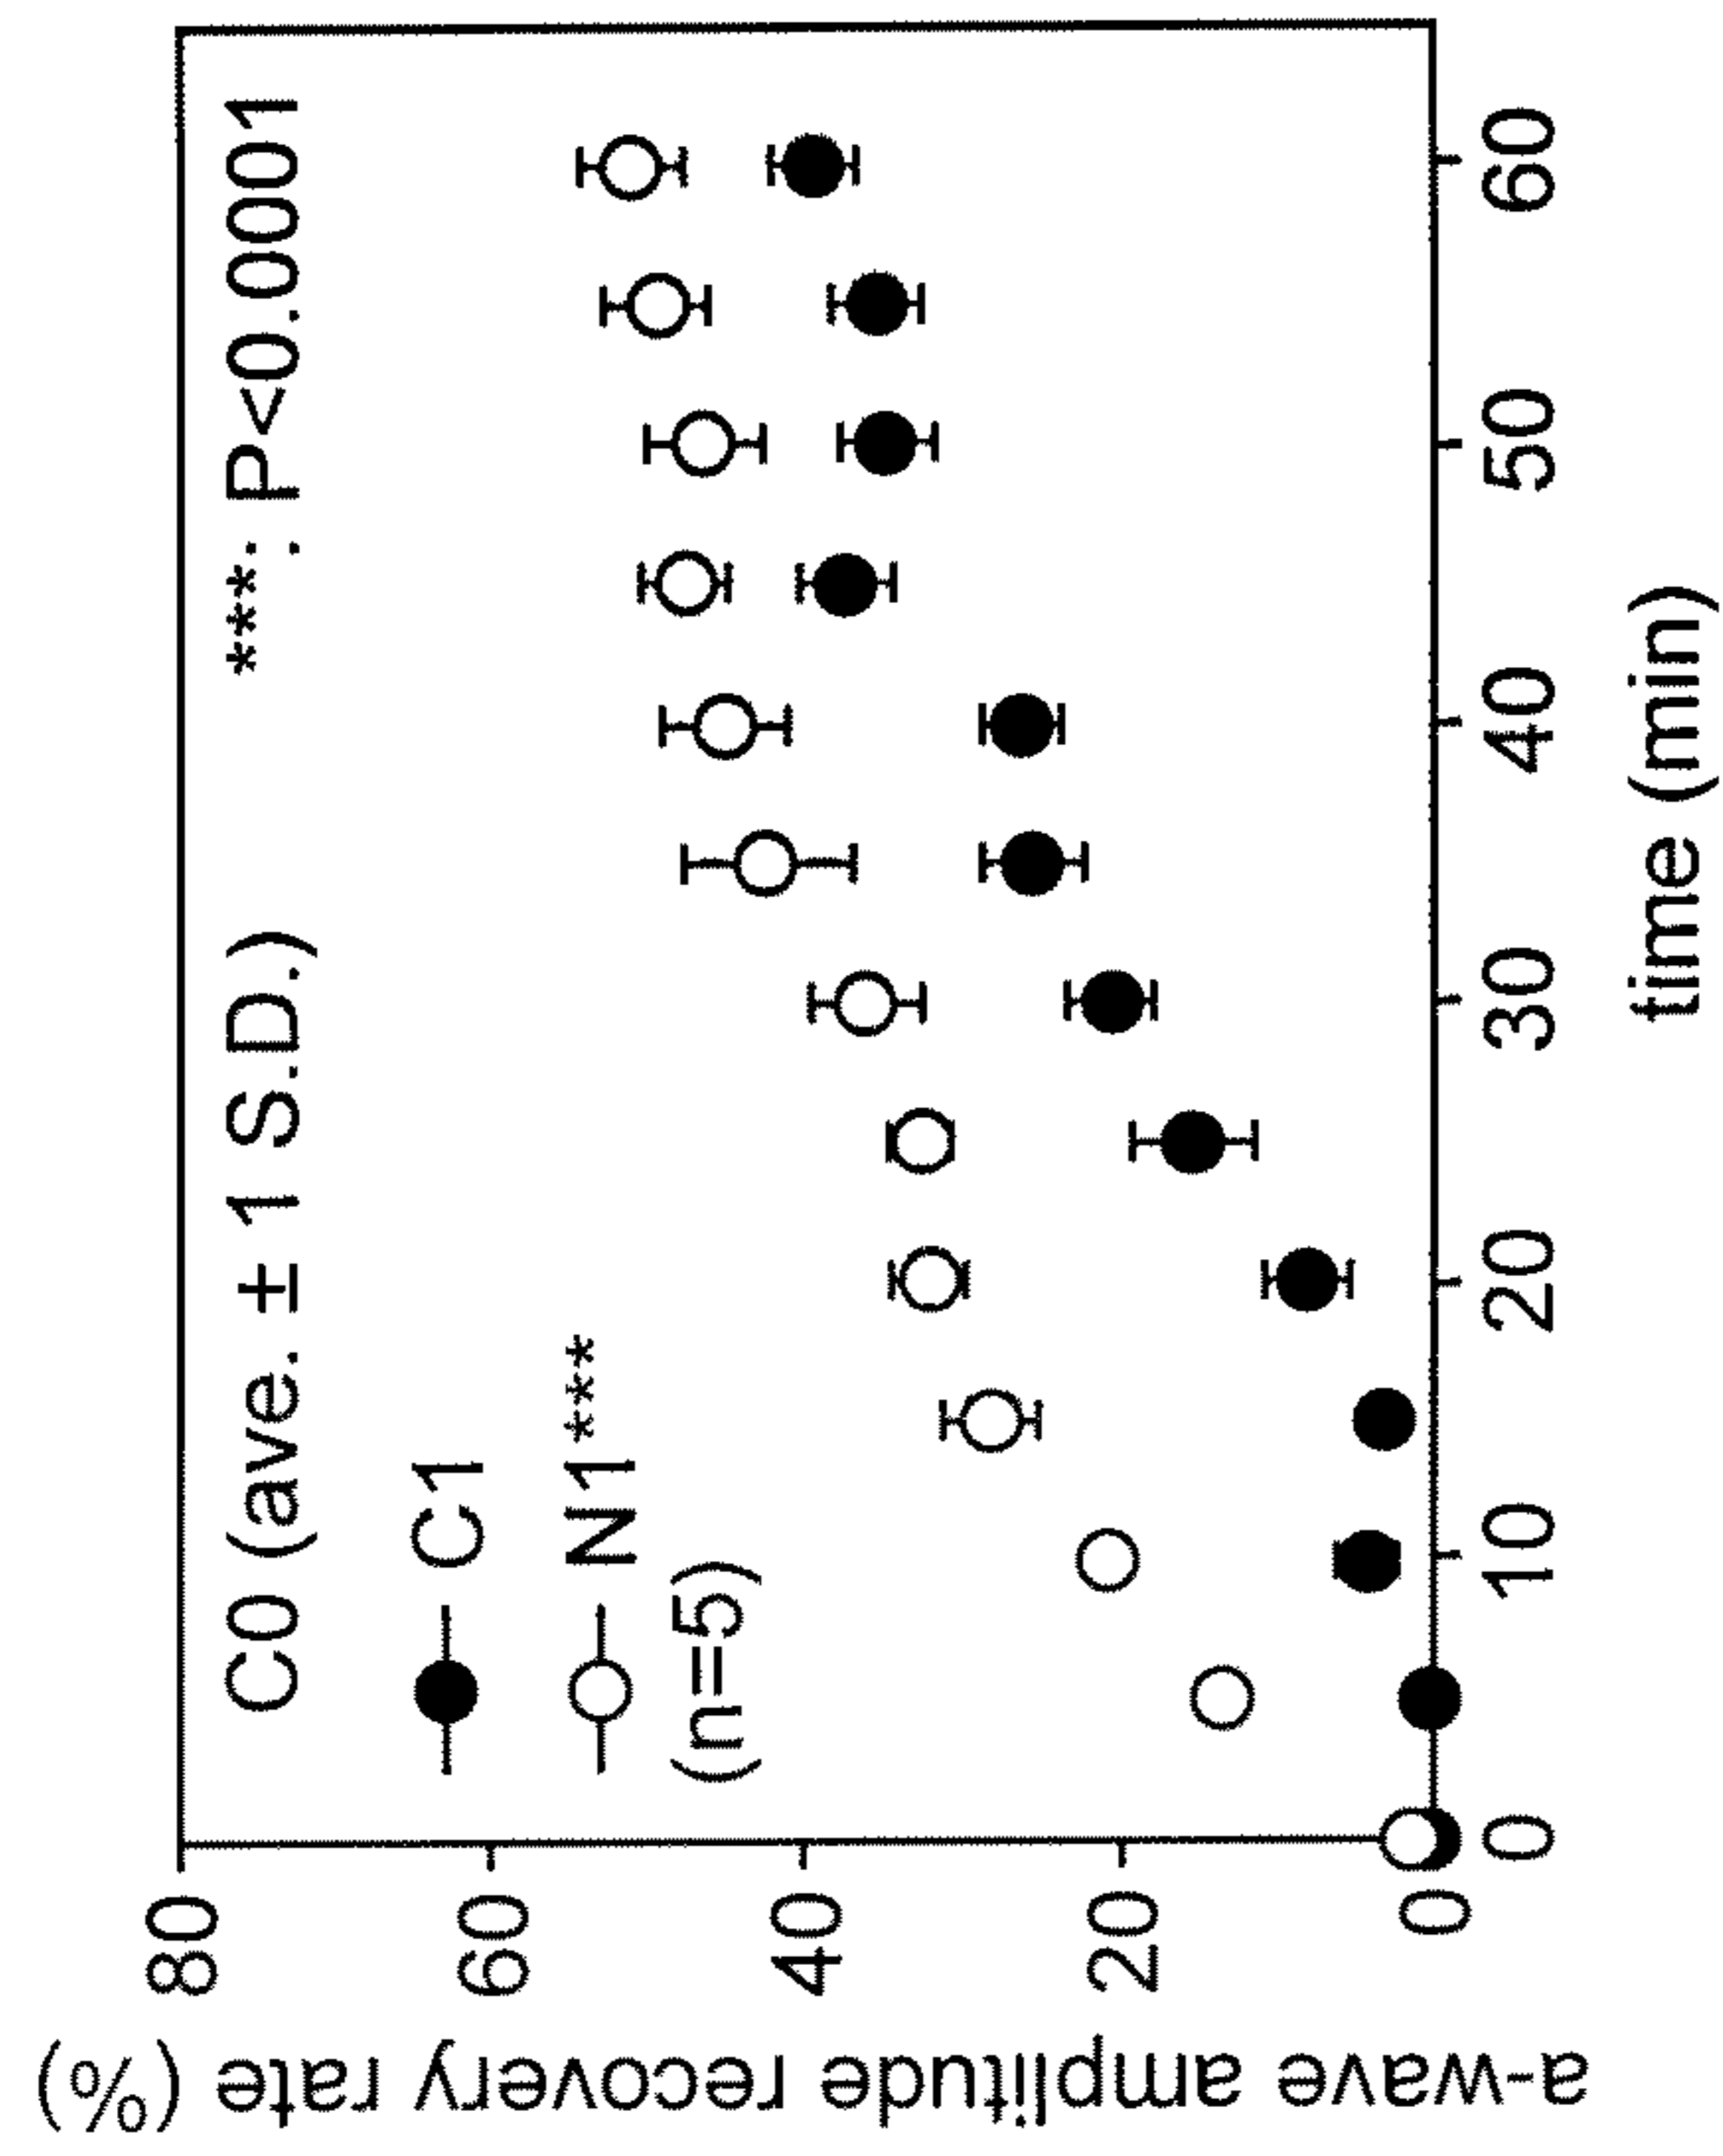 C0 (ave. ± 1 S.D.)
***: P<0.0001
C1
N1***
(n=5)
a-wave amplitude recovery rate (%)
80
60
40
20
0
0 10 20 30 40 50 60
time (min)